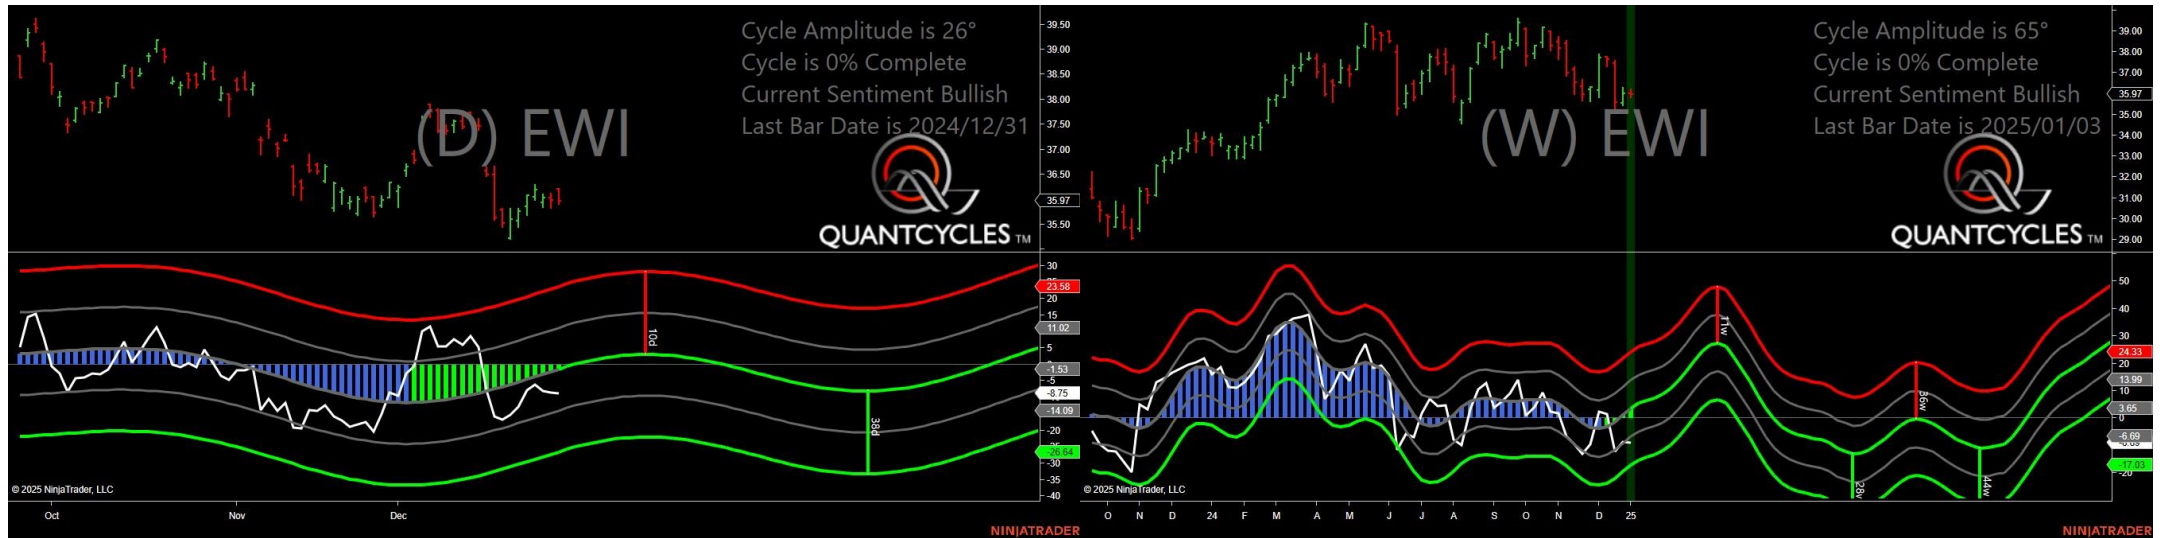 Cycle Amplitude is 26°
Cycle is 0% Complete
Current Sentiment Bullish
Last Bar Date is 2024/12/31
(D) EWI
QUANTCYCLES TM
39.50
39.00
38.50
38.00
37.50
37.00
36.50
35.97
35.50
30
23.58
20
15
11.02
5
-1.53
-5
-8.75
-14.09
-20
-26.64
-30
-35
-40
10d
38d
© 2025 NinjaTrader, LLC
Oct
Nov
Dec
NINJATRADER
Cycle Amplitude is 65°
Cycle is 0% Complete
Current Sentiment Bullish
Last Bar Date is 2025/01/03
(W) EWI
QUANTCYCLES TM
39.00
38.00
37.00
35.97
35.00
34.00
33.00
32.00
31.00
30.00
29.00
50
40
30
24.33
20
13.99
10
3.65
0
-6.69
-17.03
-20
11w
28w
36w
44w
© 2025 NinjaTrader, LLC
O N D 24 F M A M J J A S O N D 25
NINJATRADER